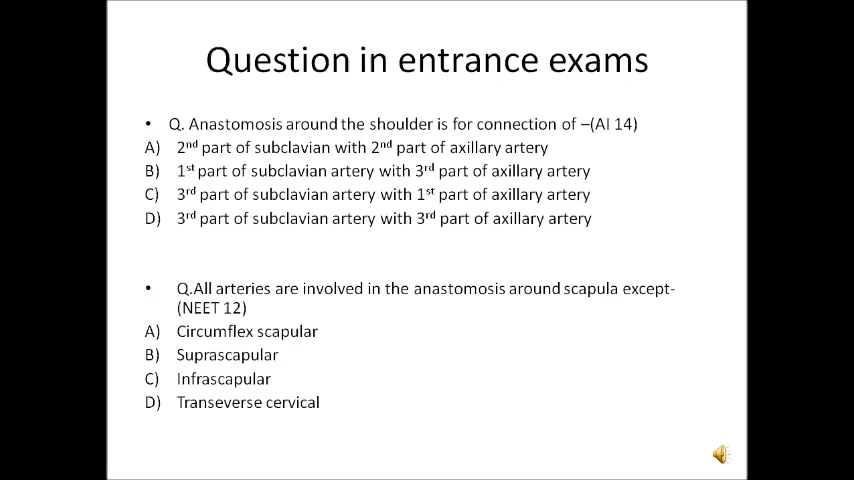 Question in entrance exams
• Q. Anastomosis around the shoulder is for connection of –(AI 14)
A) 2nd part of subclavian with 2nd part of axillary artery
B) 1st part of subclavian artery with 3rd part of axillary artery
C) 3rd part of subclavian artery with 1st part of axillary artery
D) 3rd part of subclavian artery with 3rd part of axillary artery
• Q.All arteries are involved in the anastomosis around scapula except-
(NEET 12)
A) Circumflex scapular
B) Suprascapular
C) Infrascapular
D) Transeverse cervical